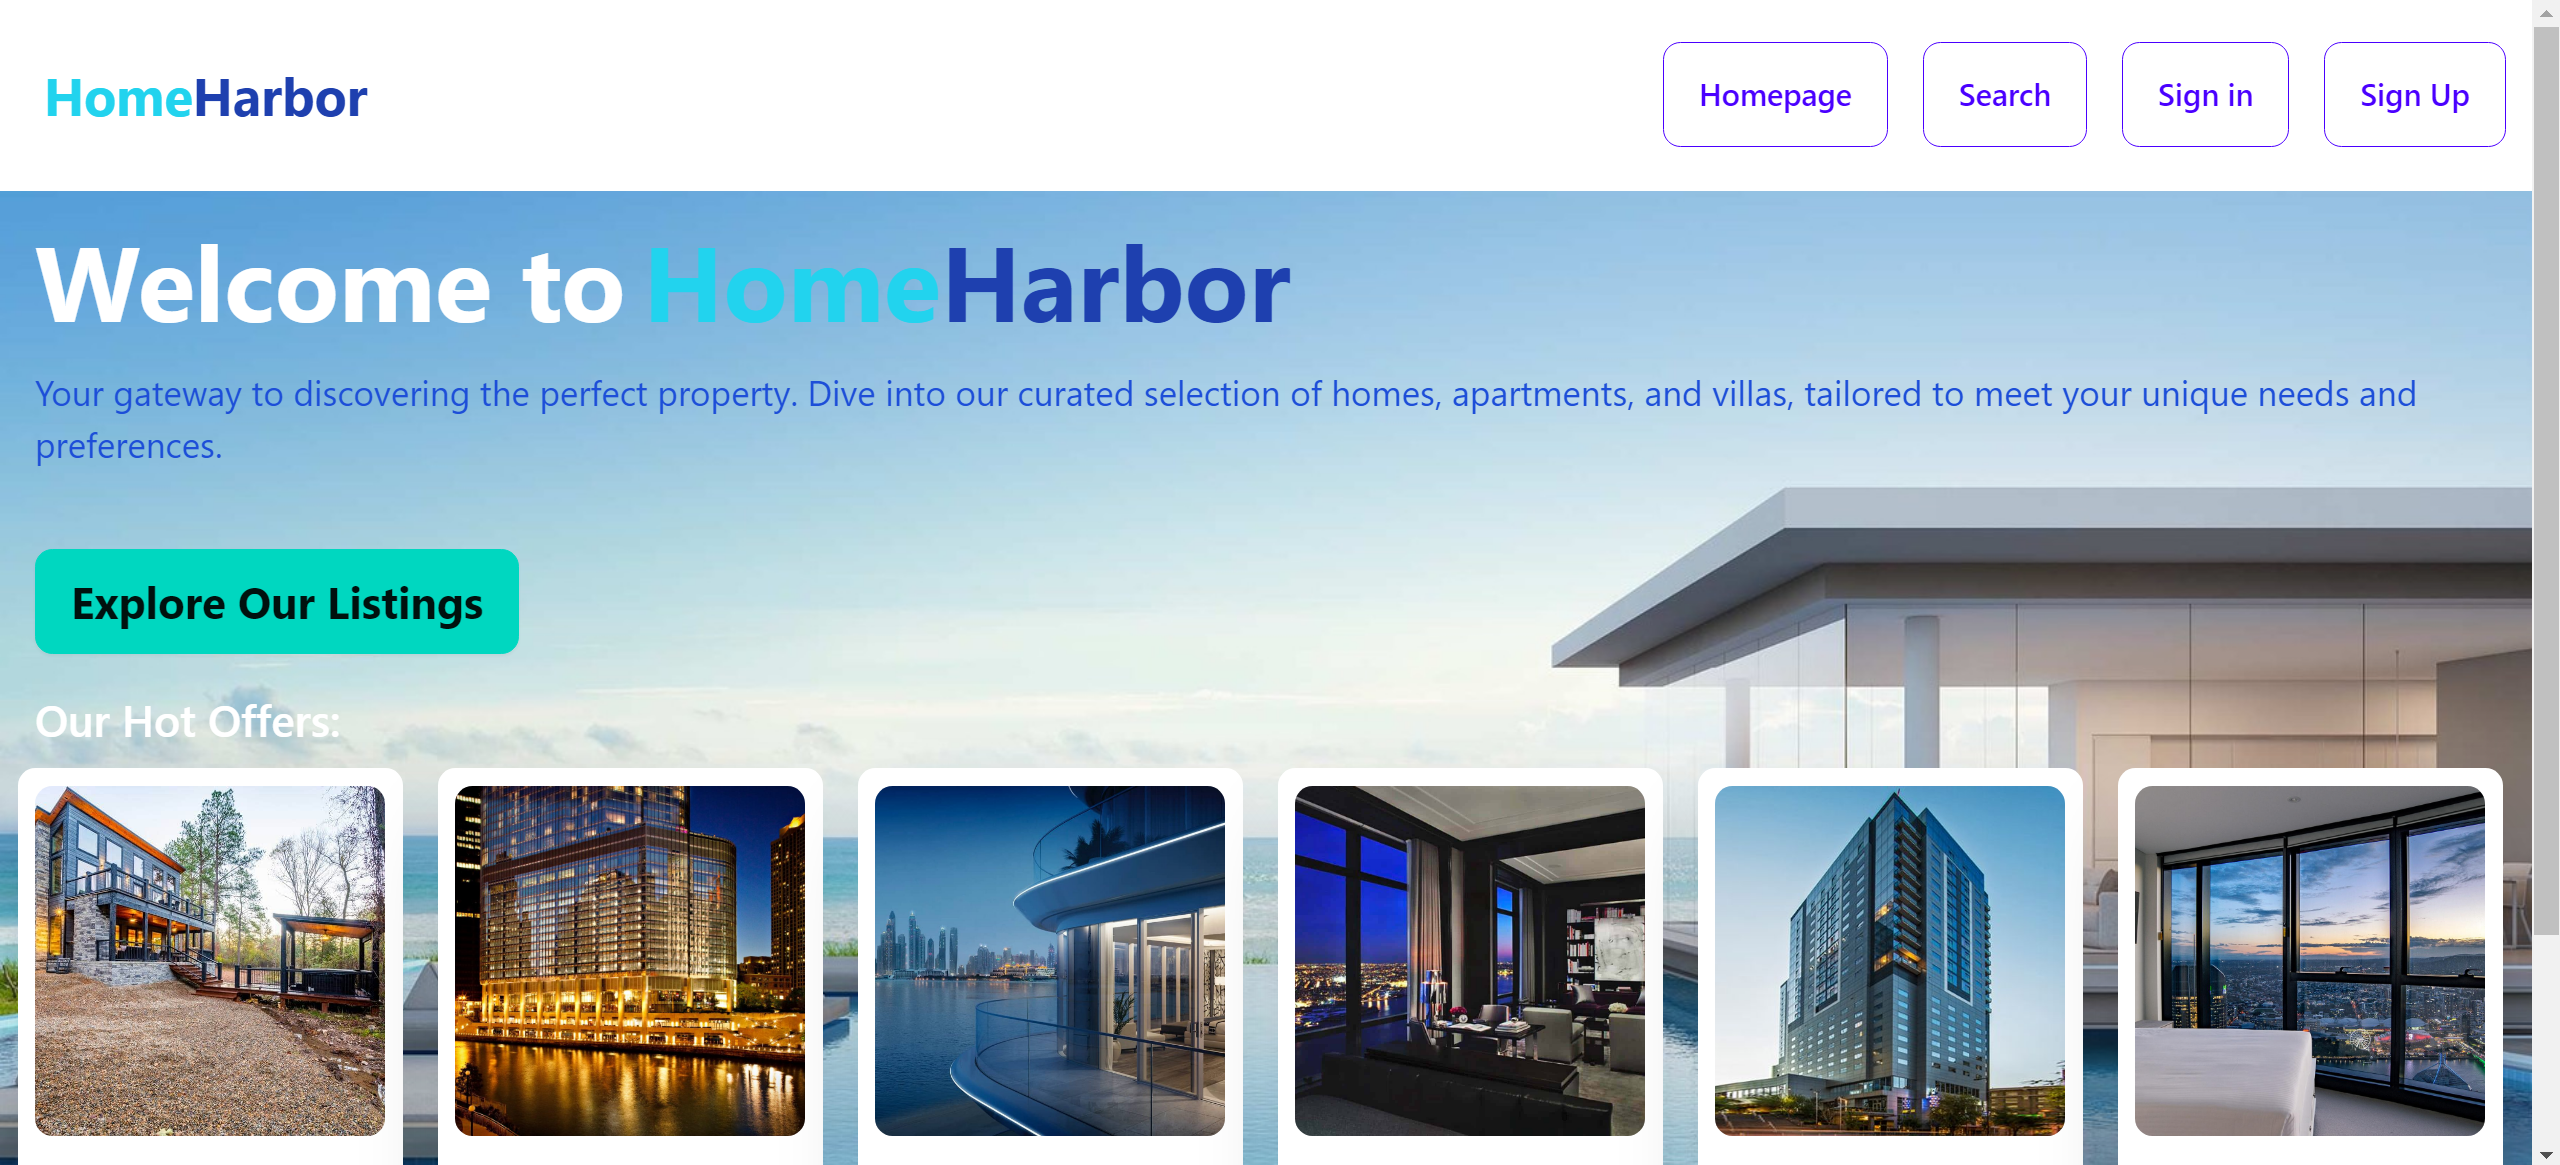 HomeHarbor
Homepage
Search
Sign in
Sign Up
Welcome to HomeHarbor
Your gateway to discovering the perfect property. Dive into our curated selection of homes, apartments, and villas, tailored to meet your unique needs and
preferences.
Explore Our Listings
Our Hot Offers: